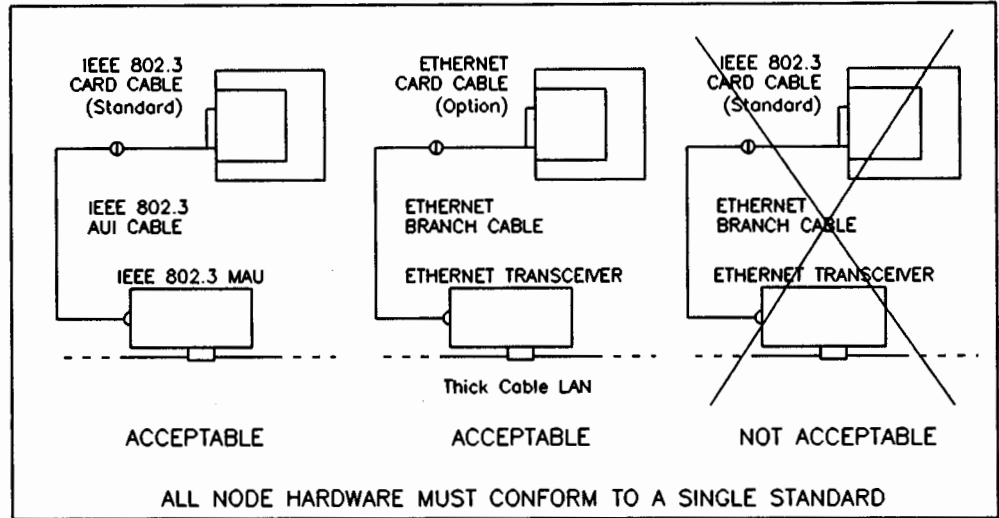 IEEE 802.3
CARD CABLE
(Standard)
IEEE 802.3
AUI CABLE
IEEE 802.3 MAU
ACCEPTABLE
ETHERNET
CARD CABLE
(Option)
ETHERNET
BRANCH CABLE
ETHERNET TRANSCEIVER
Thick Cable LAN
ACCEPTABLE
IEEE 802.3
CARD CABLE
(Standard)
ETHERNET
BRANCH CABLE
ETHERNET TRANSCEIVER
NOT ACCEPTABLE
ALL NODE HARDWARE MUST CONFORM TO A SINGLE STANDARD